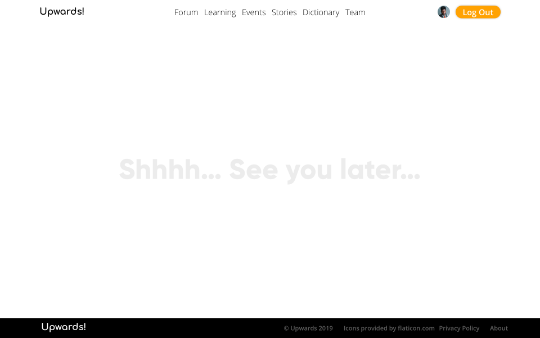 Upwards!
Forum Learning Events Stories Dictionary Team
Log Out
Shhhh... See you later...
Upwards!
© Upwards 2019 Icons provided by flaticon.com Privacy Policy About